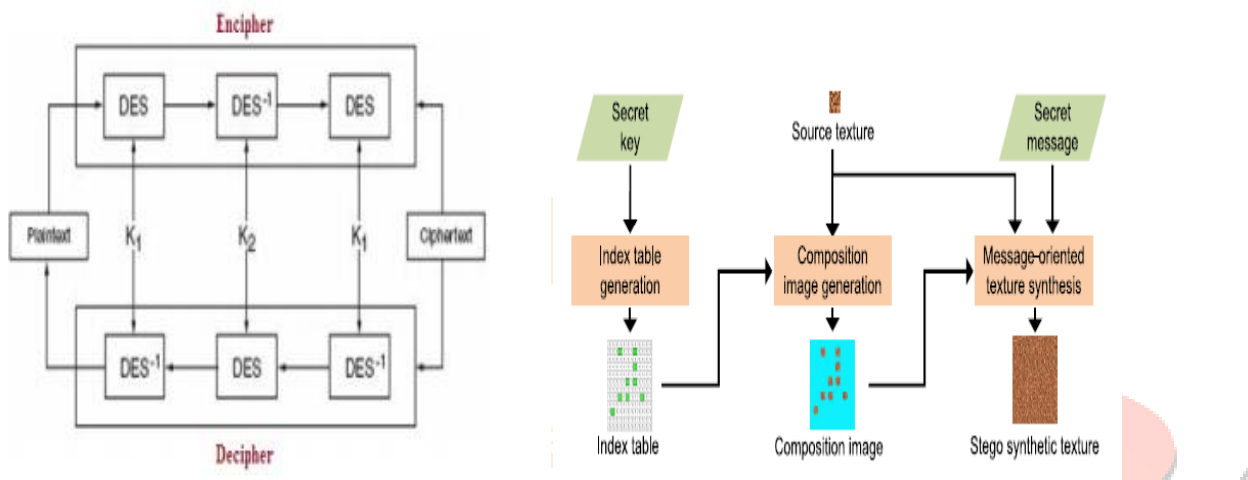 Encipher
DES
DES⁻¹
DES
Plaintext
K₁
K₂
K₁
Ciphertext
DES⁻¹
DES
DES⁻¹
Decipher
Secret
key
Source texture
Secret
message
Index table
generation
Composition
image generation
Message-oriented
texture synthesis
Index table
Composition image
Stego synthetic texture